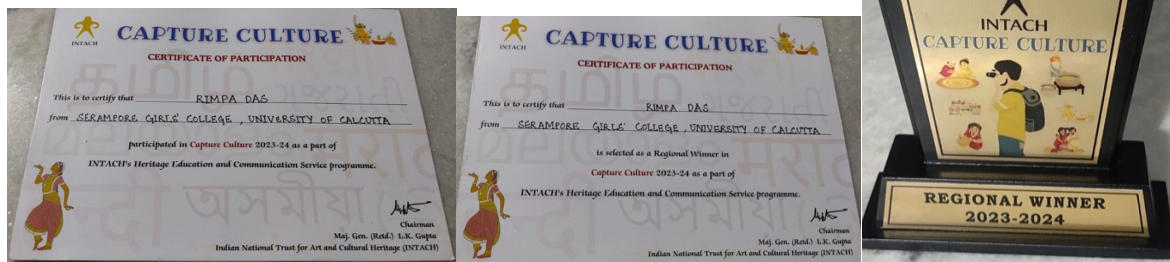 INTACH
CAPTURE CULTURE
CERTIFICATE OF PARTICIPATION
This is to certify that RIMPA DAS
from SERAMPORE GIRLS' COLLEGE, UNIVERSITY OF CALCUTTA
participated in Capture Culture 2023-24 as a part of
INTACH's Heritage Education and Communication Service programme.
অসমীয়া
Chairman
Maj. Gen. (Retd.) L.K. Gupta
Indian National Trust for Art and Cultural Heritage (INTACH)
INTACH
CAPTURE CULTURE
CERTIFICATE OF PARTICIPATION
This is to certify that RIMPA DAS
from SERAMPORE GIRLS' COLLEGE, UNIVERSITY OF CALCUTTA
is selected as a Regional Winner in
Capture Culture 2023-24 as a part of
INTACH's Heritage Education and Communication Service programme.
অসমীয়া
Chairman
Maj. Gen. (Retd.) L.K. Gupta
Indian National Trust for Art and Cultural Heritage (INTACH)
INTACH
CAPTURE CULTURE
REGIONAL WINNER
2023-2024